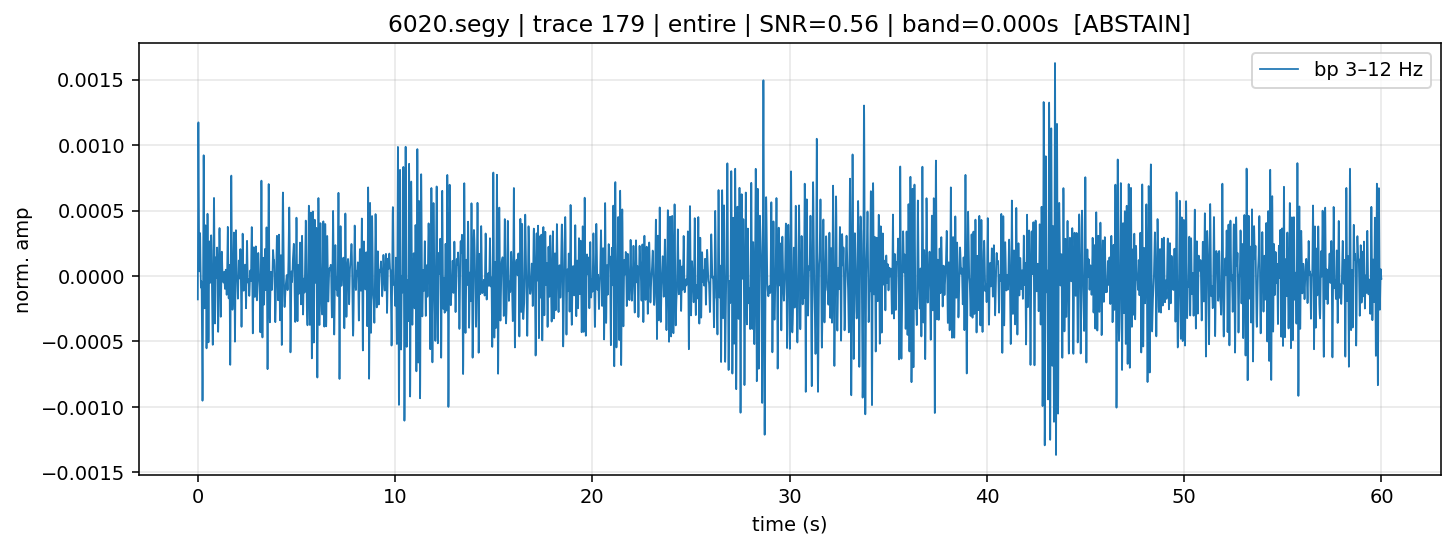 6020.segy | trace 179 | entire | SNR=0.56 | band=0.000s  [ABSTAIN]
bp 3–12 Hz
norm. amp
0.0015
0.0010
0.0005
0.0000
−0.0005
−0.0010
−0.0015
0 10 20 30 40 50 60
time (s)